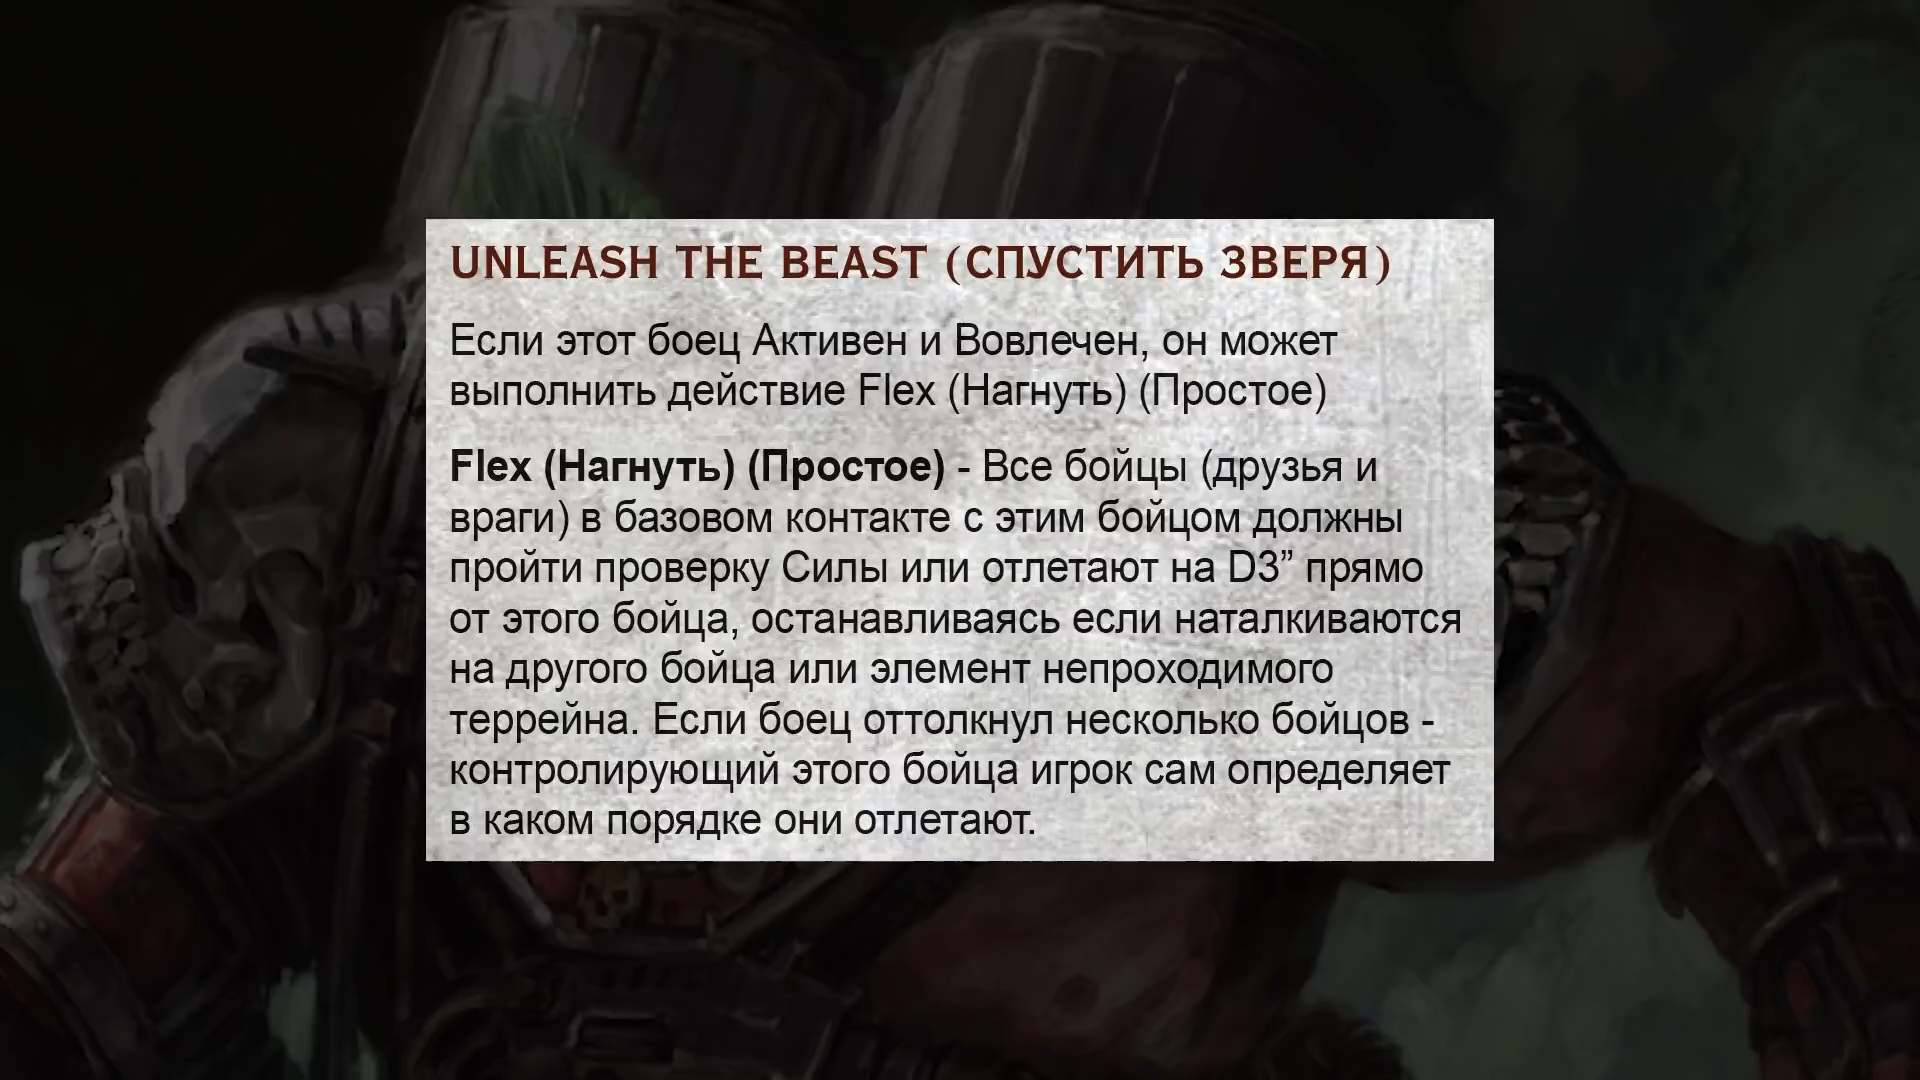 UNLEASH THE BEAST (СПУСТИТЬ ЗВЕРЯ)
Если этот боец Активен и Вовлечен, он может
выполнить действие Flex (Нагнуть) (Простое)
Flex (Нагнуть) (Простое) - Все бойцы (друзья и
враги) в базовом контакте с этим бойцом должны
пройти проверку Силы или отлетают на D3” прямо
от этого бойца, останавливаясь если наталкиваются
на другого бойца или элемент непроходимого
террейна. Если боец оттолкнул несколько бойцов -
контролирующий этого бойца игрок сам определяет
в каком порядке они отлетают.